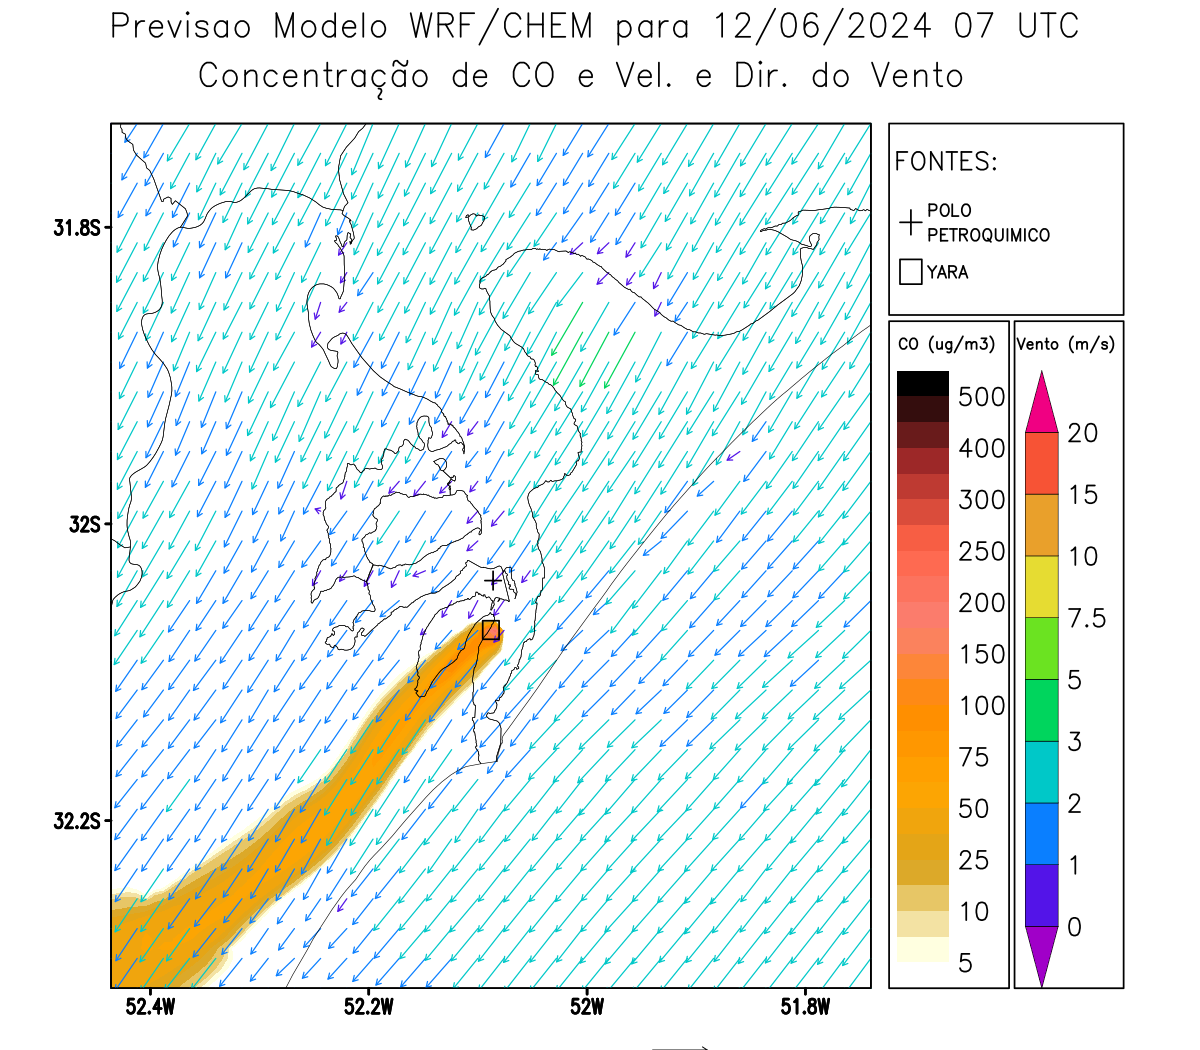 Previsao Modelo WRF/CHEM para 12/06/2024 07 UTC
Concentração de CO e Vel. e Dir. do Vento
FONTES:
POLO
PETROQUIMICO
YARA
CO (ug/m3)
500
400
300
250
200
150
100
75
50
25
10
5
Vento (m/s)
20
15
10
7.5
5
3
2
1
0
31.8S
32S
32.2S
52.4W
52.2W
52W
51.8W